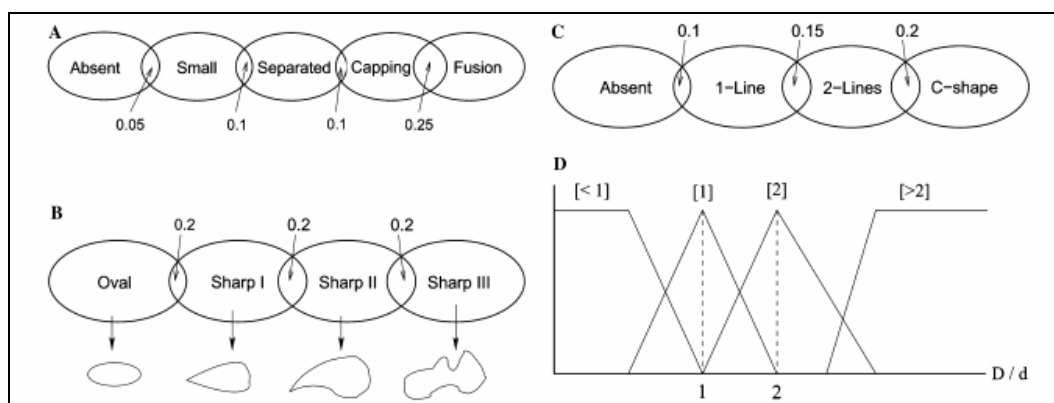 A
Absent Small Separated Capping Fusion
0.05 0.1 0.1 0.25
B
0.2 0.2 0.2
Oval Sharp I Sharp II Sharp III
0.1 0.15 0.2
C
Absent 1-Line 2-Lines C-shape
D
[< 1] [1] [2] [>2]
D / d
1 2